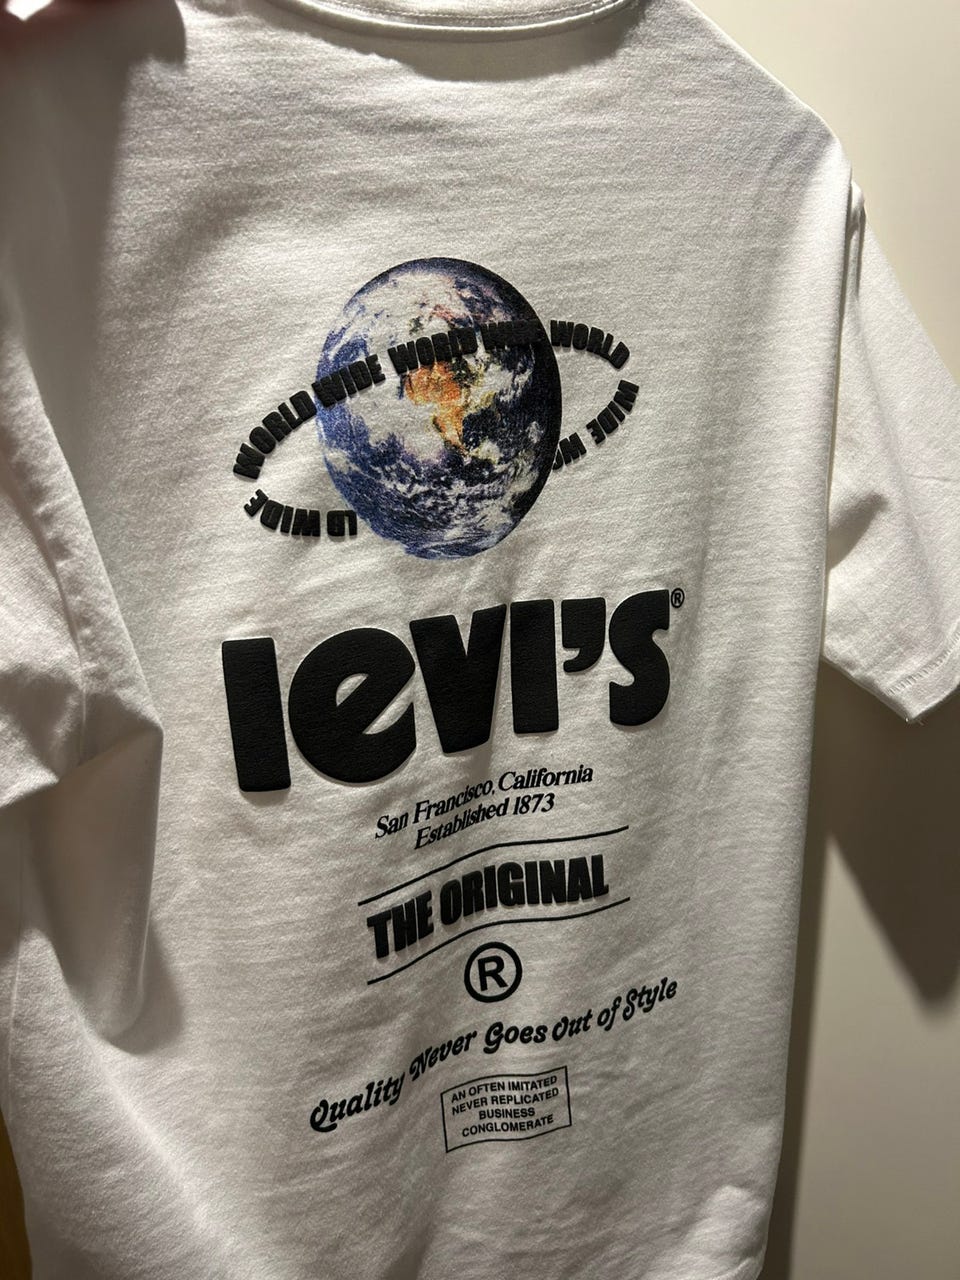 WORLD WIDE WORLD WIDE WORLD WIDE WO
LD WIDE
levi's®
San Francisco, California
Established 1873
THE ORIGINAL
®
Quality Never Goes Out of Style
AN OFTEN IMITATED
NEVER REPLICATED
BUSINESS
CONGLOMERATE